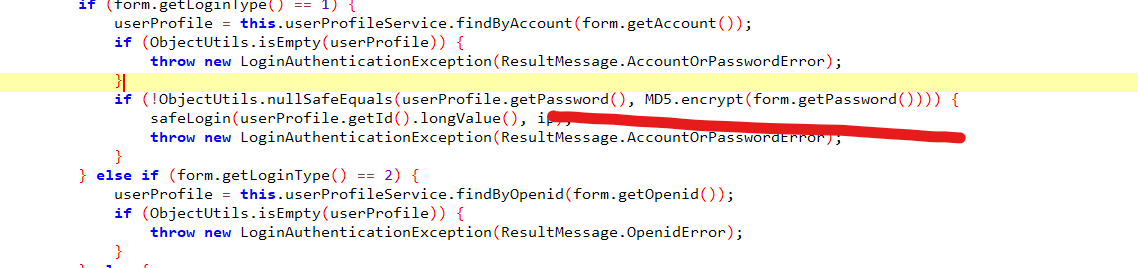 if (form.getLoginType() == 1) {
userProfile = this.userProfileService.findByAccount(form.getAccount());
if (ObjectUtils.isEmpty(userProfile)) {
throw new LoginAuthenticationException(ResultMessage.AccountOrPasswordError);
}
if (!ObjectUtils.nullSafeEquals(userProfile.getPassword(), MD5.encrypt(form.getPassword()))) {
safeLogin(userProfile.getId().longValue(), ip);
throw new LoginAuthenticationException(ResultMessage.AccountOrPasswordError);
}
} else if (form.getLoginType() == 2) {
userProfile = this.userProfileService.findByOpenid(form.getOpenid());
if (ObjectUtils.isEmpty(userProfile)) {
throw new LoginAuthenticationException(ResultMessage.OpenidError);
}
} else {